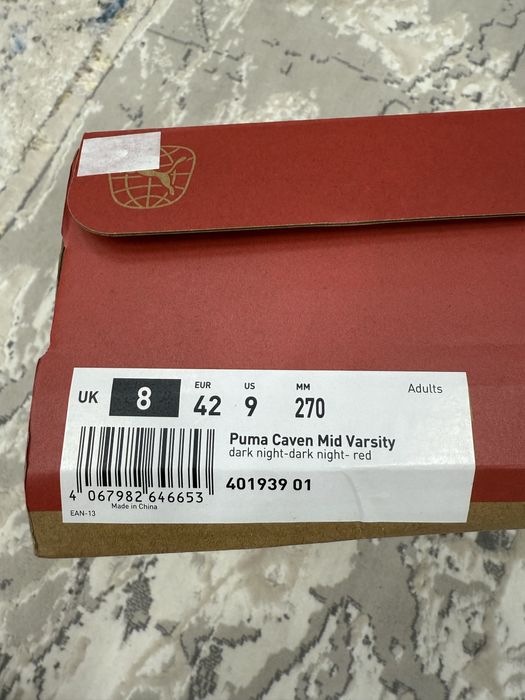 UK 8 EUR 42 US 9 MM 270 Adults
Puma Caven Mid Varsity
dark night-dark night- red
401939 01
4 067982 646653
Made in China
EAN-13